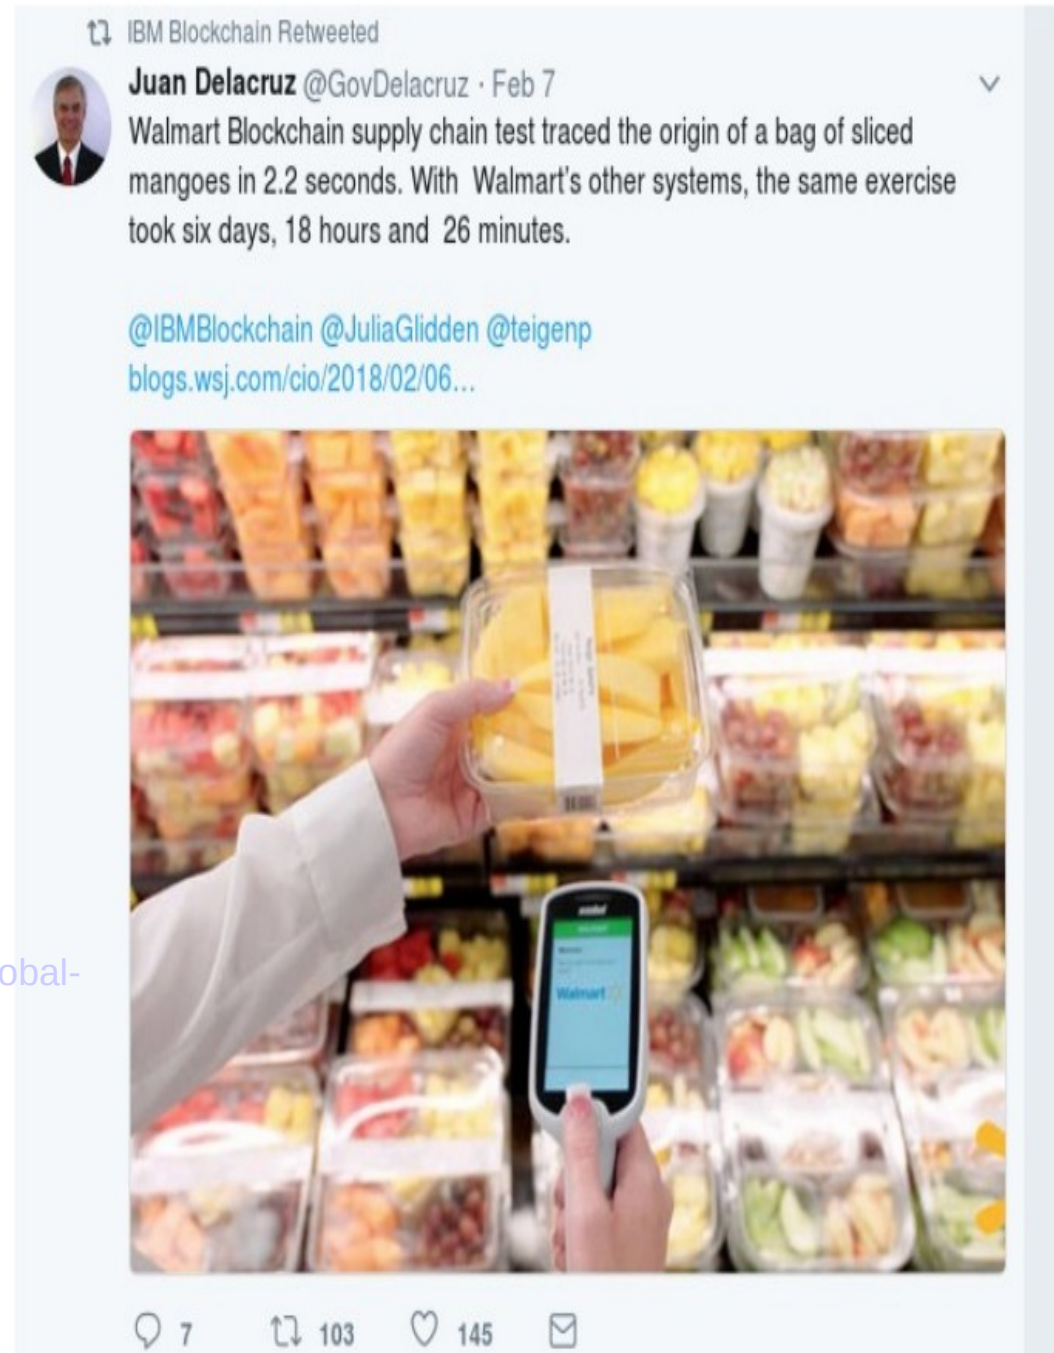 IBM Blockchain Retweeted
Juan Delacruz @GovDelacruz · Feb 7
Walmart Blockchain supply chain test traced the origin of a bag of sliced
mangoes in 2.2 seconds. With Walmart's other systems, the same exercise
took six days, 18 hours and 26 minutes.
@IBMBlockchain @JuliaGlidden @teigenp
blogs.wsj.com/cio/2018/02/06...
Walmart
obal-
7 103 145